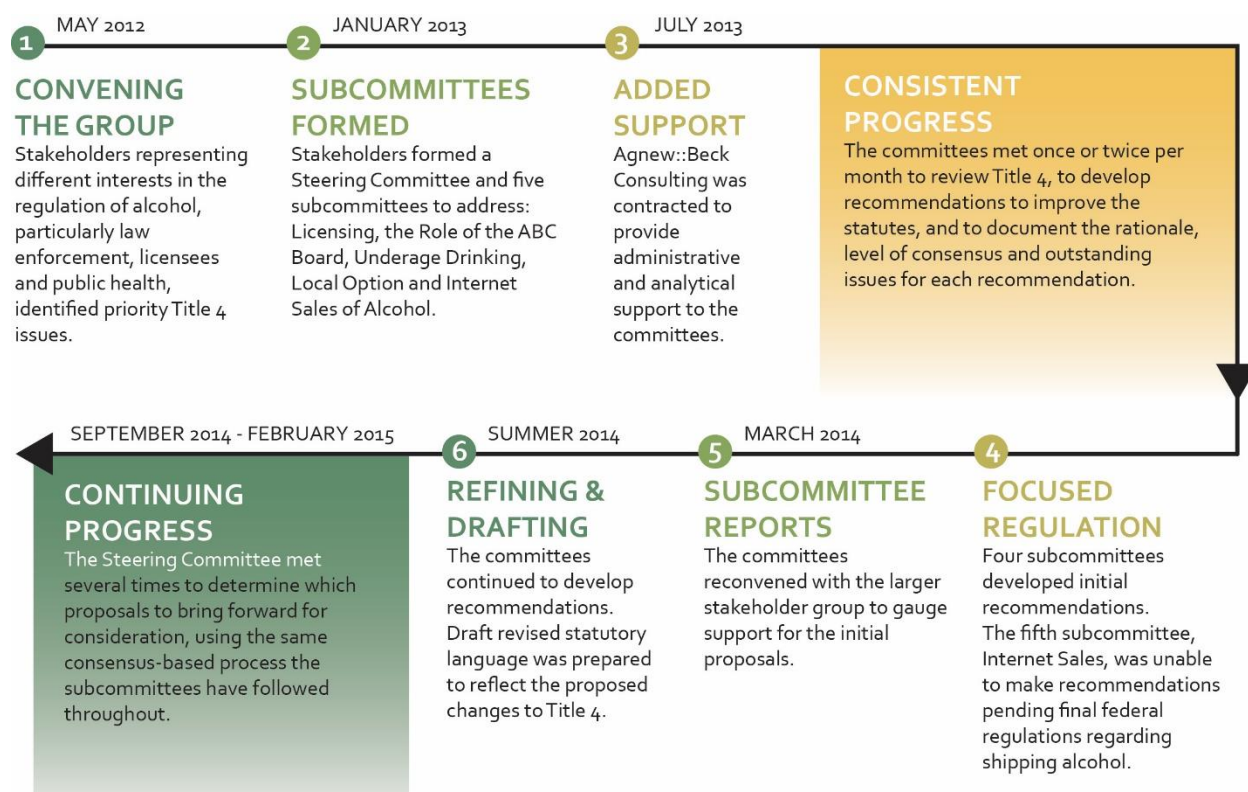 MAY 2012
1
CONVENING
THE GROUP
Stakeholders representing
different interests in the
regulation of alcohol,
particularly law
enforcement, licensees
and public health,
identified priority Title 4
issues.
JANUARY 2013
2
SUBCOMMITTEES
FORMED
Stakeholders formed a
Steering Committee and five
subcommittees to address:
Licensing, the Role of the ABC
Board, Underage Drinking,
Local Option and Internet
Sales of Alcohol.
JULY 2013
3
ADDED
SUPPORT
Agnew::Beck
Consulting was
contracted to
provide
administrative
and analytical
support to the
committees.
CONSISTENT
PROGRESS
The committees met once or twice per
month to review Title 4, to develop
recommendations to improve the
statutes, and to document the rationale,
level of consensus and outstanding
issues for each recommendation.
4
FOCUSED
REGULATION
Four subcommittees
developed initial
recommendations.
The fifth subcommittee,
Internet Sales, was unable
to make recommendations
pending final federal
regulations regarding
shipping alcohol.
MARCH 2014
5
SUBCOMMITTEE
REPORTS
The committees
reconvened with the larger
stakeholder group to gauge
support for the initial
proposals.
SUMMER 2014
6
REFINING &
DRAFTING
The committees
continued to develop
recommendations.
Draft revised statutory
language was prepared
to reflect the proposed
changes to Title 4.
SEPTEMBER 2014 - FEBRUARY 2015
CONTINUING
PROGRESS
The Steering Committee met
several times to determine which
proposals to bring forward for
consideration, using the same
consensus-based process the
subcommittees have followed
throughout.